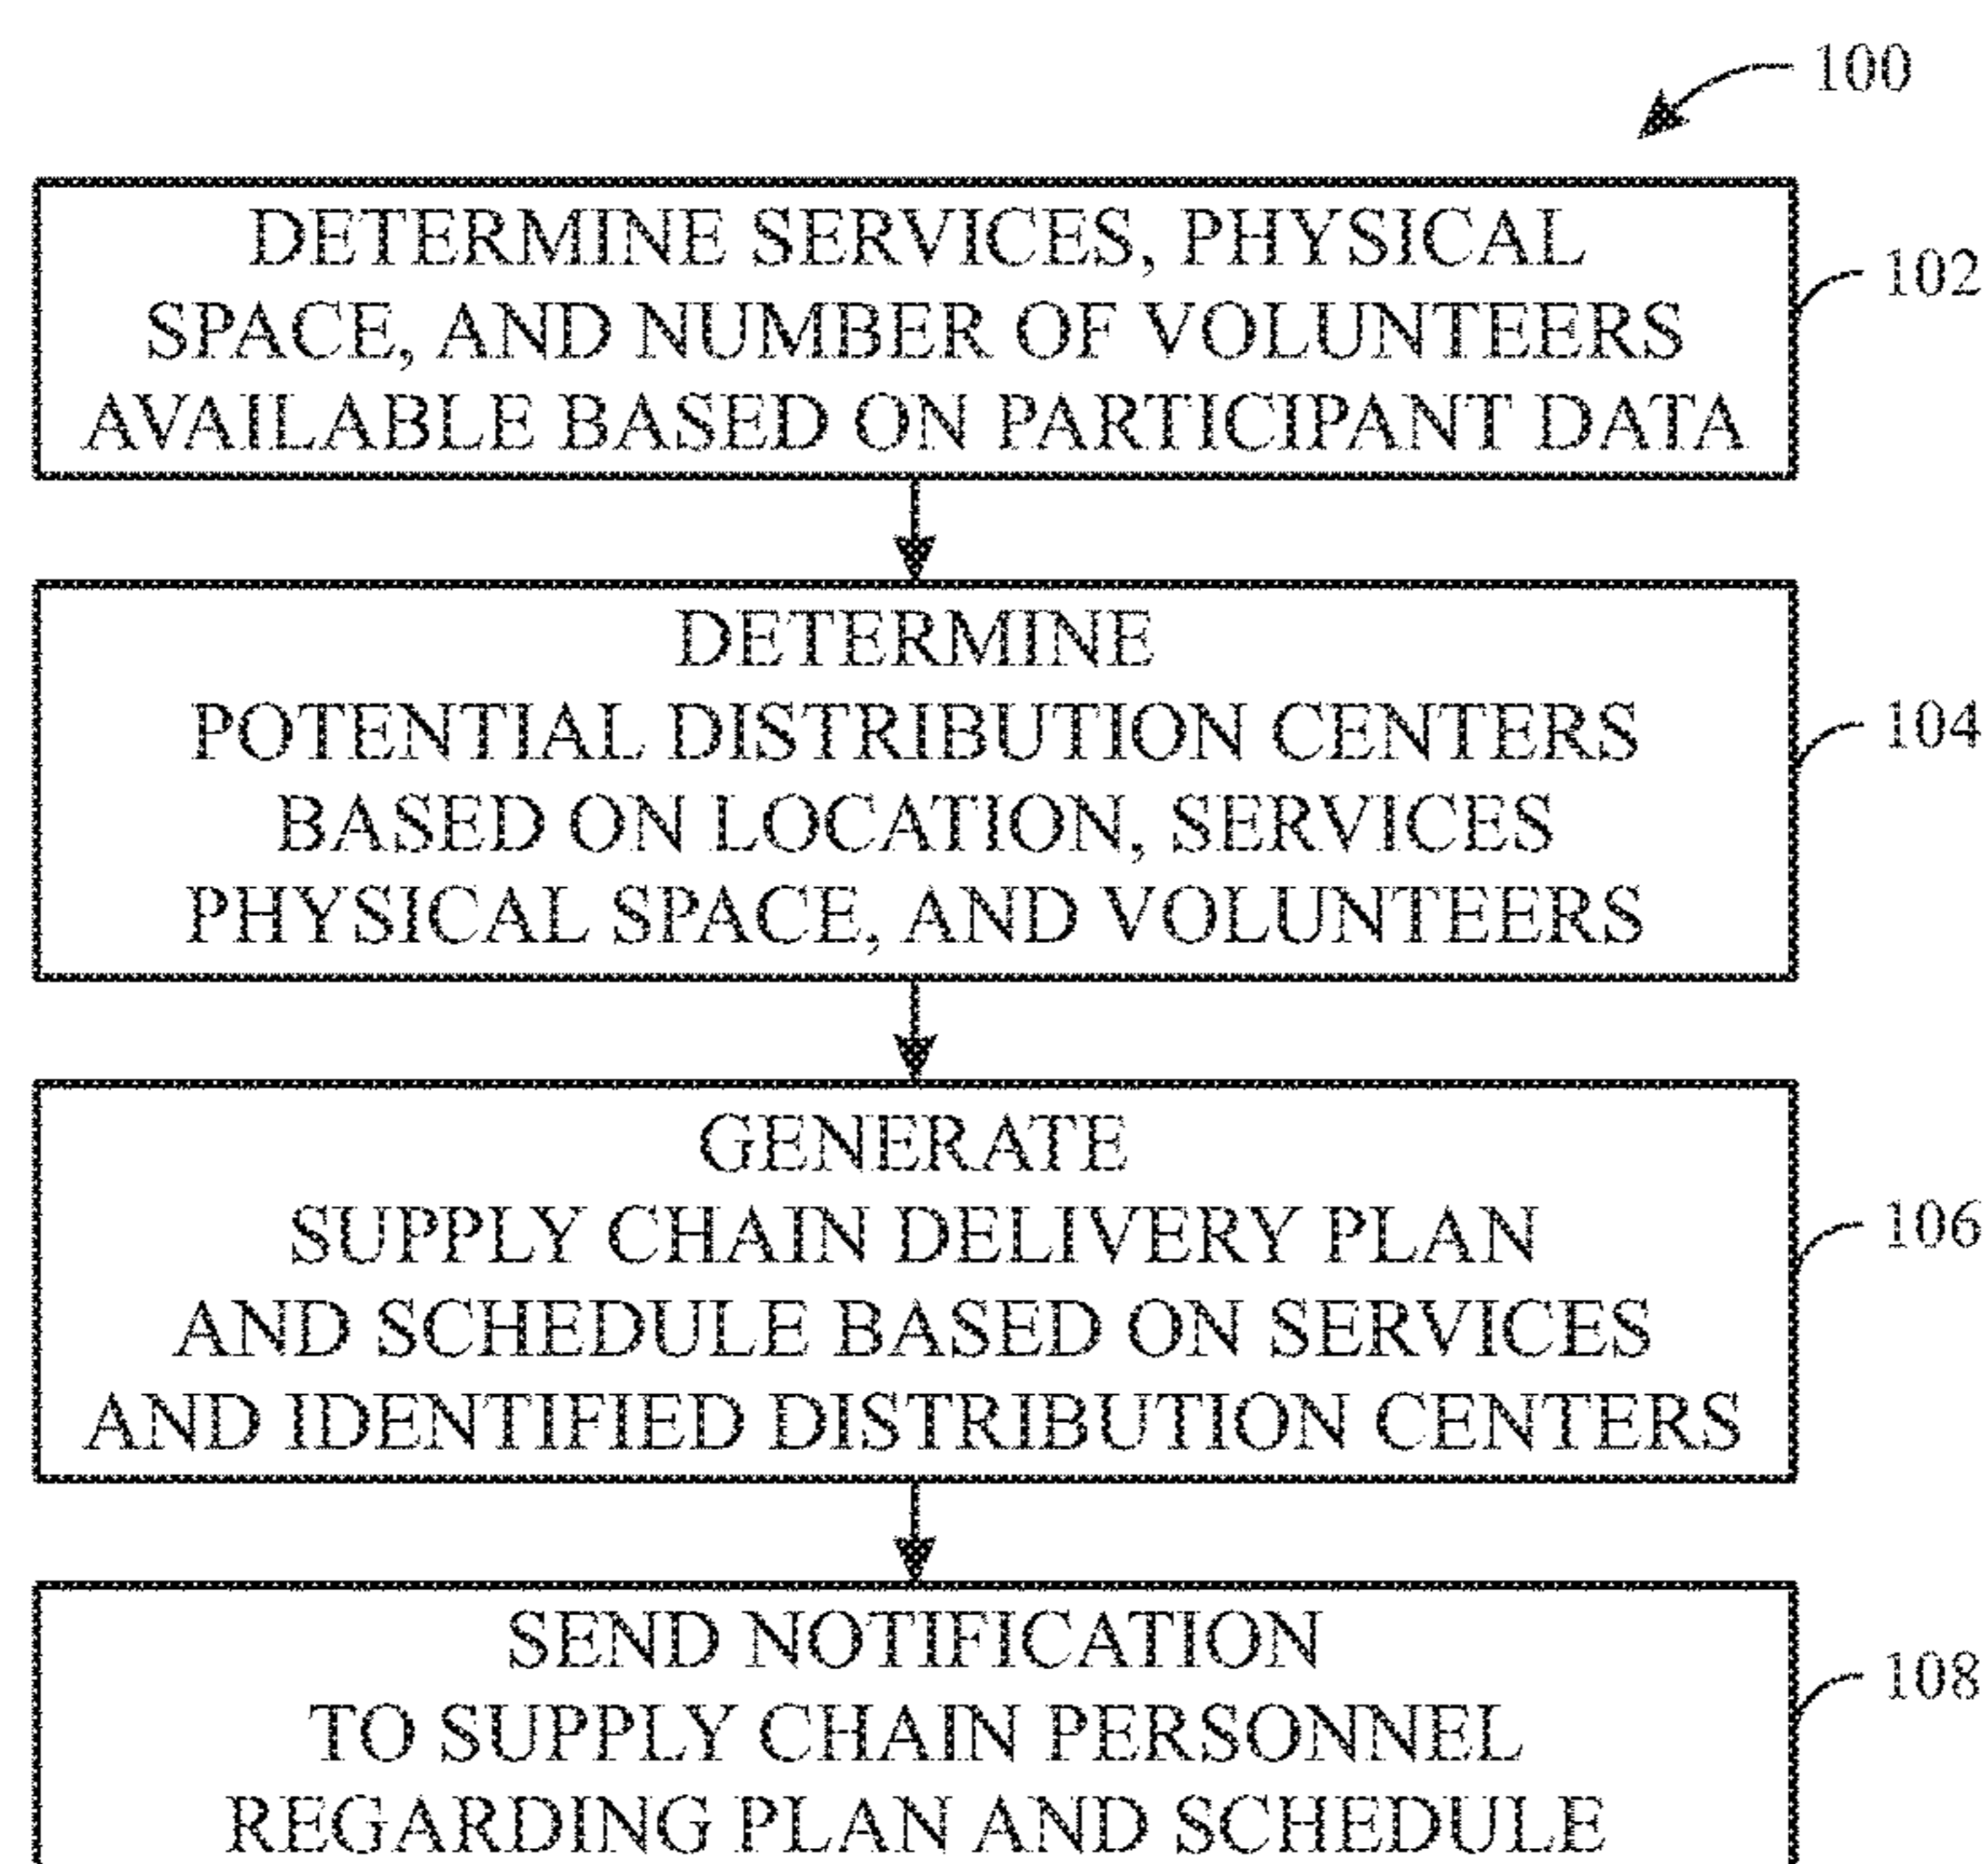 100
DETERMINE SERVICES, PHYSICAL
SPACE, AND NUMBER OF VOLUNTEERS
AVAILABLE BASED ON PARTICIPANT DATA
102
DETERMINE
POTENTIAL DISTRIBUTION CENTERS
BASED ON LOCATION, SERVICES
PHYSICAL SPACE, AND VOLUNTEERS
104
GENERATE
SUPPLY CHAIN DELIVERY PLAN
AND SCHEDULE BASED ON SERVICES
AND IDENTIFIED DISTRIBUTION CENTERS
106
SEND NOTIFICATION
TO SUPPLY CHAIN PERSONNEL
REGARDING PLAN AND SCHEDULE
108